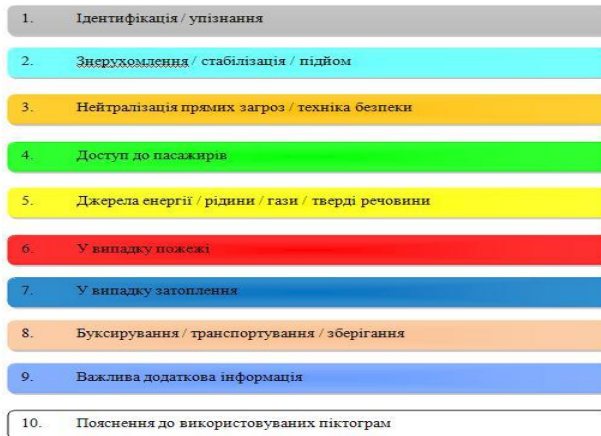 1. Ідентифікація / упізнання
2. Знерухомлення / стабілізація / підйом
3. Нейтралізація прямих загроз / техніка безпеки
4. Доступ до пасажирів
5. Джерела енергії / рідини / гази / тверді речовини
6. У випадку пожежі
7. У випадку затоплення
8. Буксирування / транспортування / зберігання
9. Важлива додаткова інформація
10. Пояснення до використовуваних піктограм